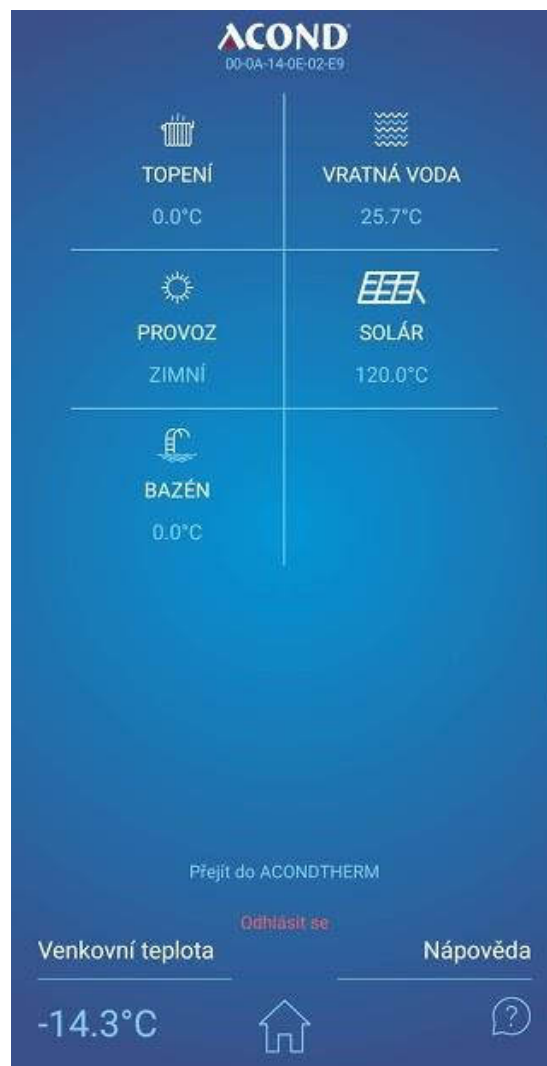 ACOND
00-0A-14-0E-02-E9
TOPENÍ
0.0°C
VRATNÁ VODA
25.7°C
PROVOZ
ZIMNÍ
SOLÁR
120.0°C
BAZÉN
0.0°C
Přejít do ACONDTHERM
Odhlásit se
Venkovní teplota
Nápověda
-14.3°C
?